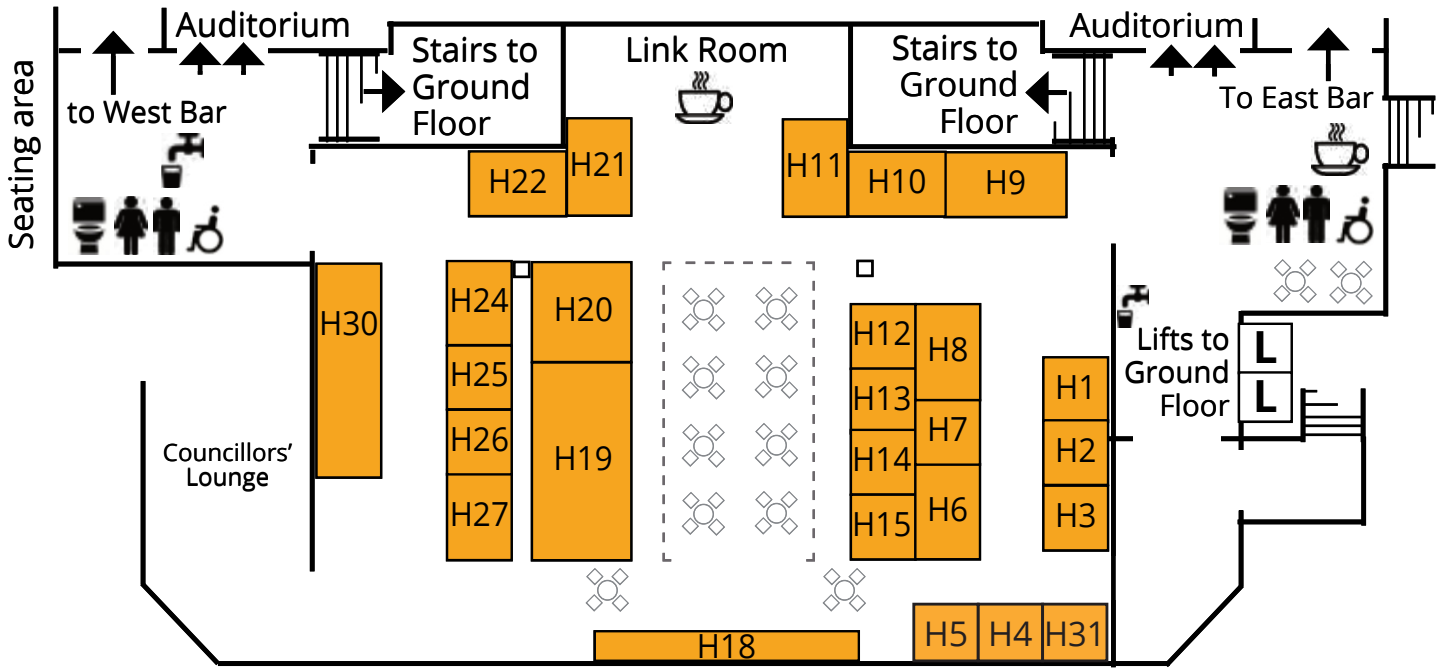 Auditorium
Auditorium
Stairs to
Ground
Floor
Link Room
Stairs to
Ground
Floor
Seating area
to West Bar
To East Bar
H22
H21
H11
H10
H9
H30
H24
H25
H26
H27
H20
H19
H12
H13
H14
H15
H8
H7
H6
H1
H2
H3
Lifts to
Ground
Floor
L
L
Councillors’
Lounge
H18
H5
H4
H31